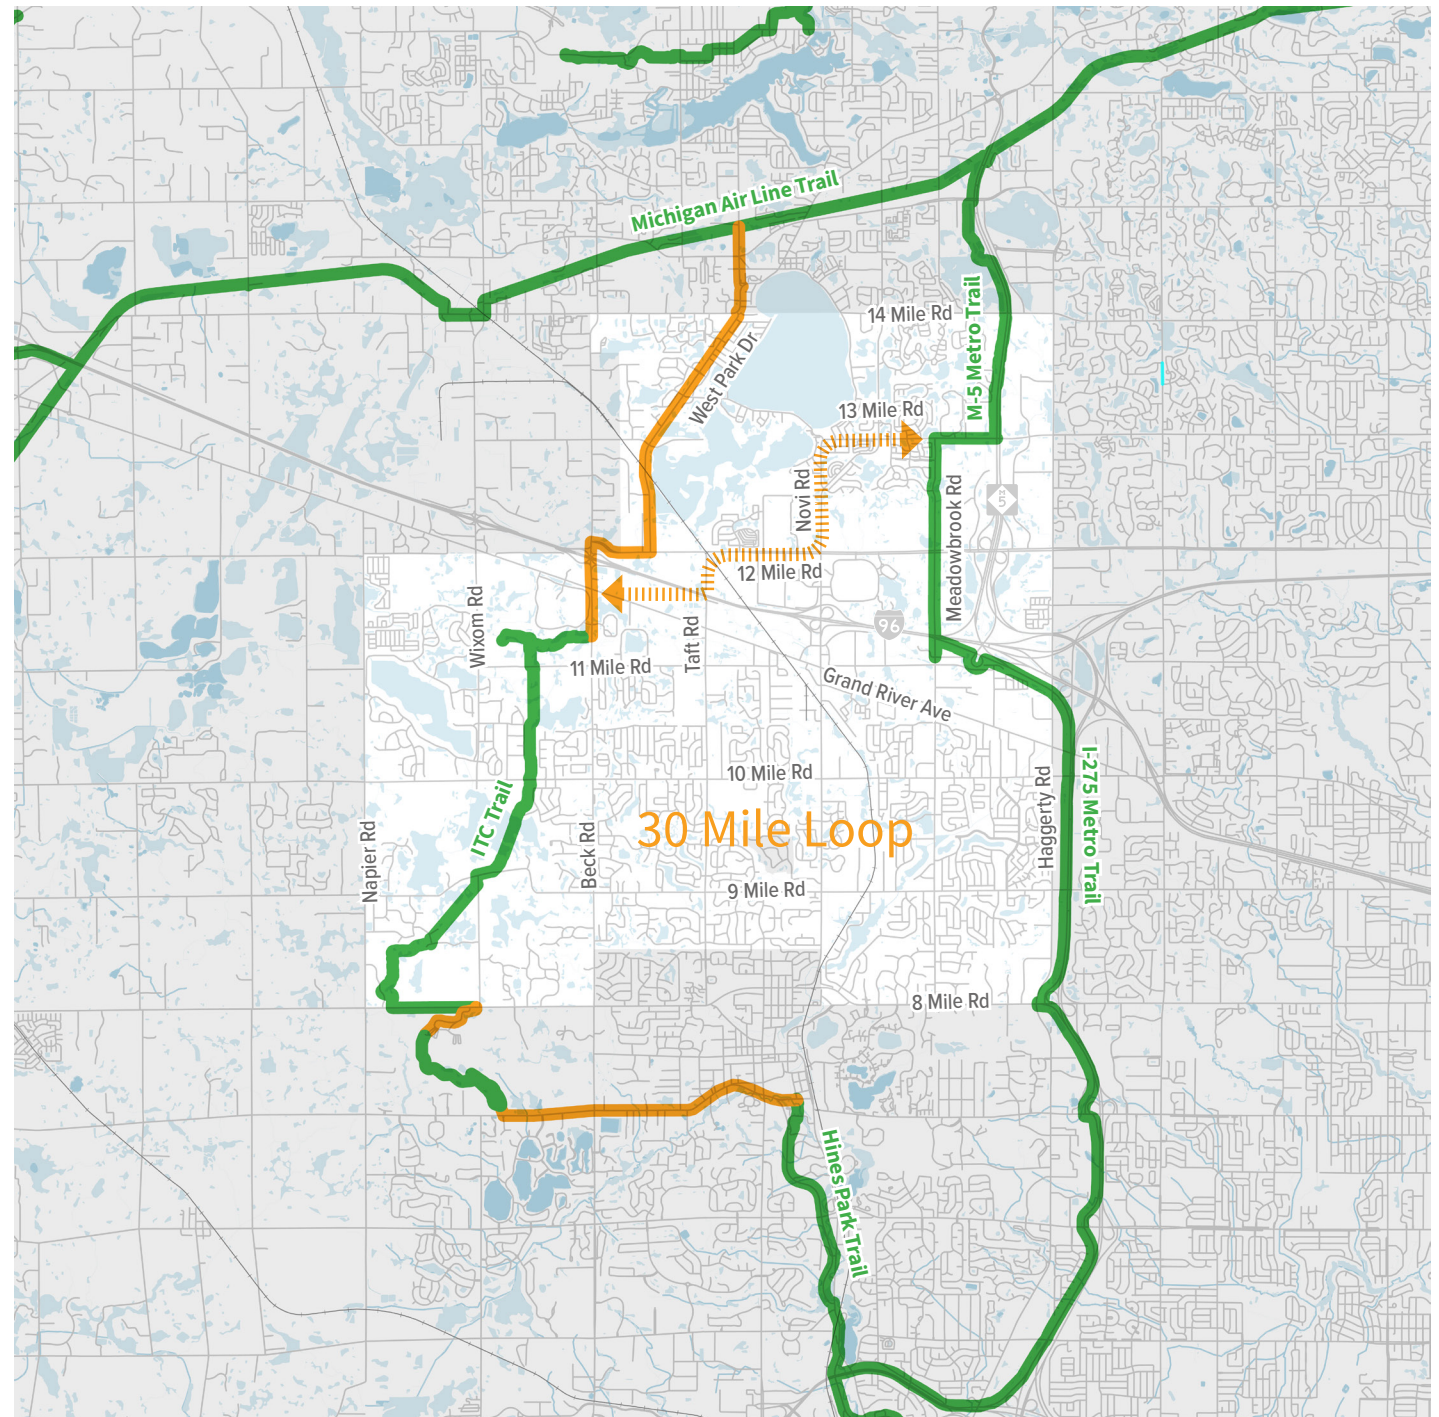 Michigan Air Line Trail
14 Mile Rd
M-5 Metro Trail
West Park Dr
13 Mile Rd
Novi Rd
Meadowbrook Rd
M
5
12 Mile Rd
Wixom Rd
96
Taft Rd
11 Mile Rd
Grand River Ave
10 Mile Rd
I-275 Metro Trail
Haggerty Rd
ITC Trail
30 Mile Loop
Napier Rd
Beck Rd
9 Mile Rd
8 Mile Rd
Hines Park Trail